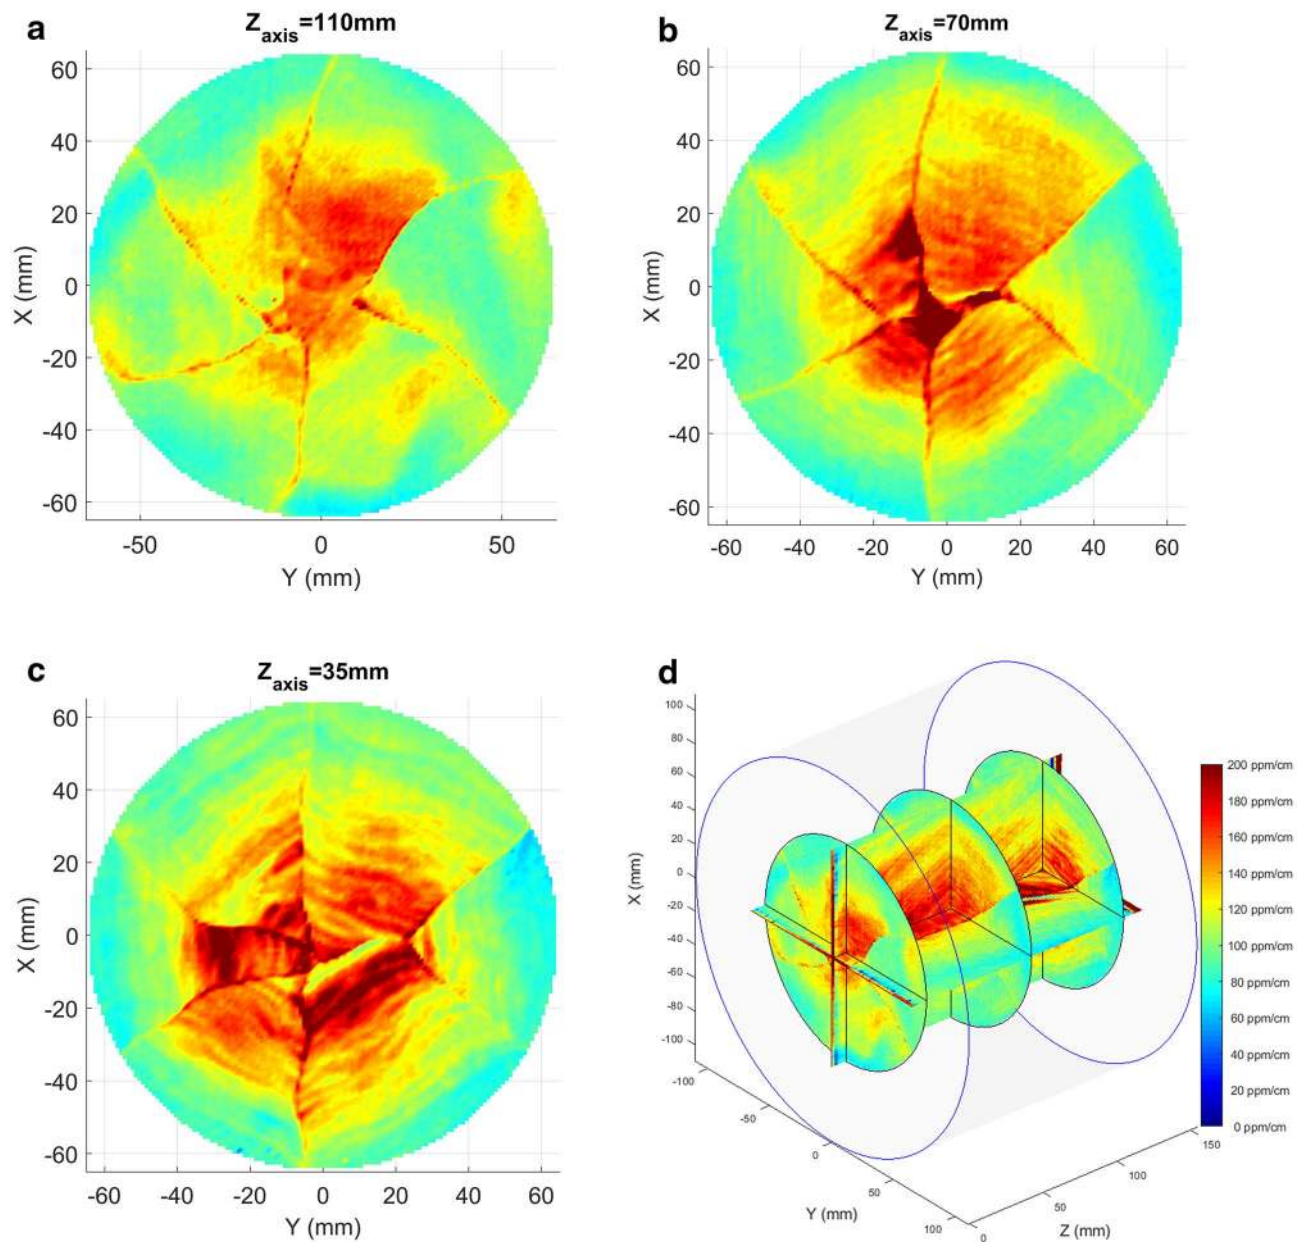 a
Z_axis=110mm
60
40
20
0
-20
-40
-60
X (mm)
-50 0 50
Y (mm)
b
Z_axis=70mm
60
40
20
0
-20
-40
-60
X (mm)
-60 -40 -20 0 20 40 60
Y (mm)
c
Z_axis=35mm
60
40
20
0
-20
-40
-60
X (mm)
-60 -40 -20 0 20 40 60
Y (mm)
d
100
80
60
40
20
0
-20
-40
-60
-80
-100
X (mm)
-100
-50
0
50
100
Y (mm)
0
50
100
150
Z (mm)
200 ppm/cm
180 ppm/cm
160 ppm/cm
140 ppm/cm
120 ppm/cm
100 ppm/cm
80 ppm/cm
60 ppm/cm
40 ppm/cm
20 ppm/cm
0 ppm/cm